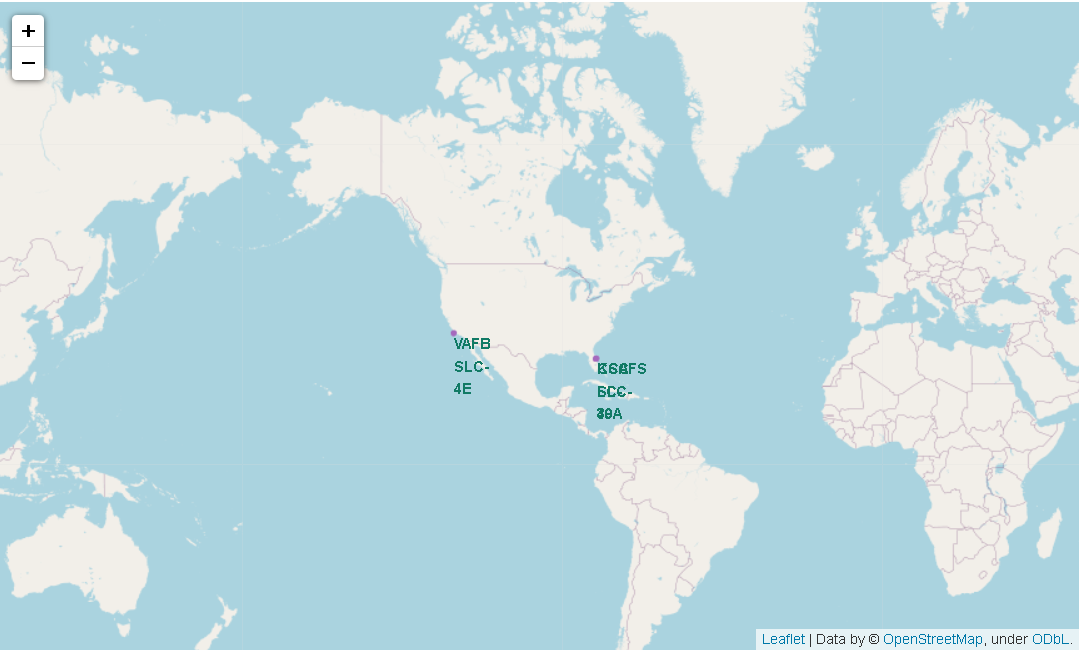 +
−
VAFB
SLC-
4E
Leaflet | Data by © OpenStreetMap, under ODbL.